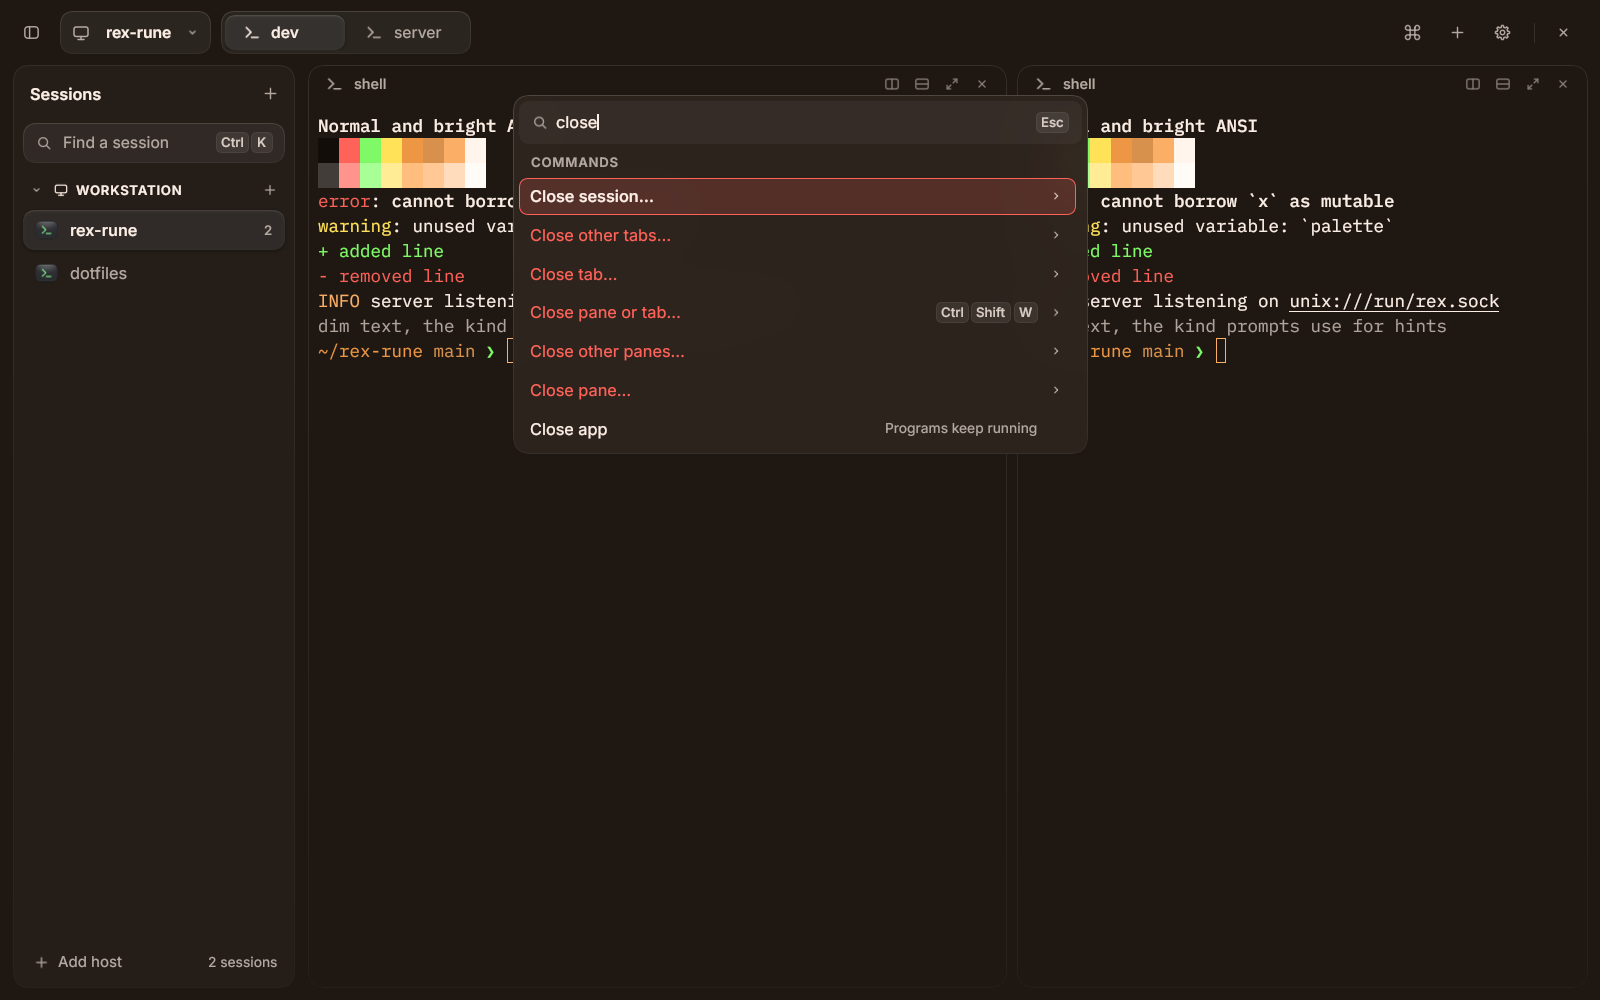 rex-rune
dev
server
Sessions
Find a session
Ctrl K
WORKSTATION
rex-rune 2
dotfiles
Add host
2 sessions
shell
Normal and bright A
error: cannot borro
warning: unused var
+ added line
- removed line
INFO server listeni
dim text, the kind
~/rex-rune main ❯
close
Esc
COMMANDS
Close session...
Close other tabs...
Close tab...
Close pane or tab... Ctrl Shift W
Close other panes...
Close pane...
Close app Programs keep running
shell
and bright ANSI
cannot borrow `x` as mutable
g: unused variable: `palette`
d line
oved line
server listening on unix:///run/rex.sock
xt, the kind prompts use for hints
rune main ❯